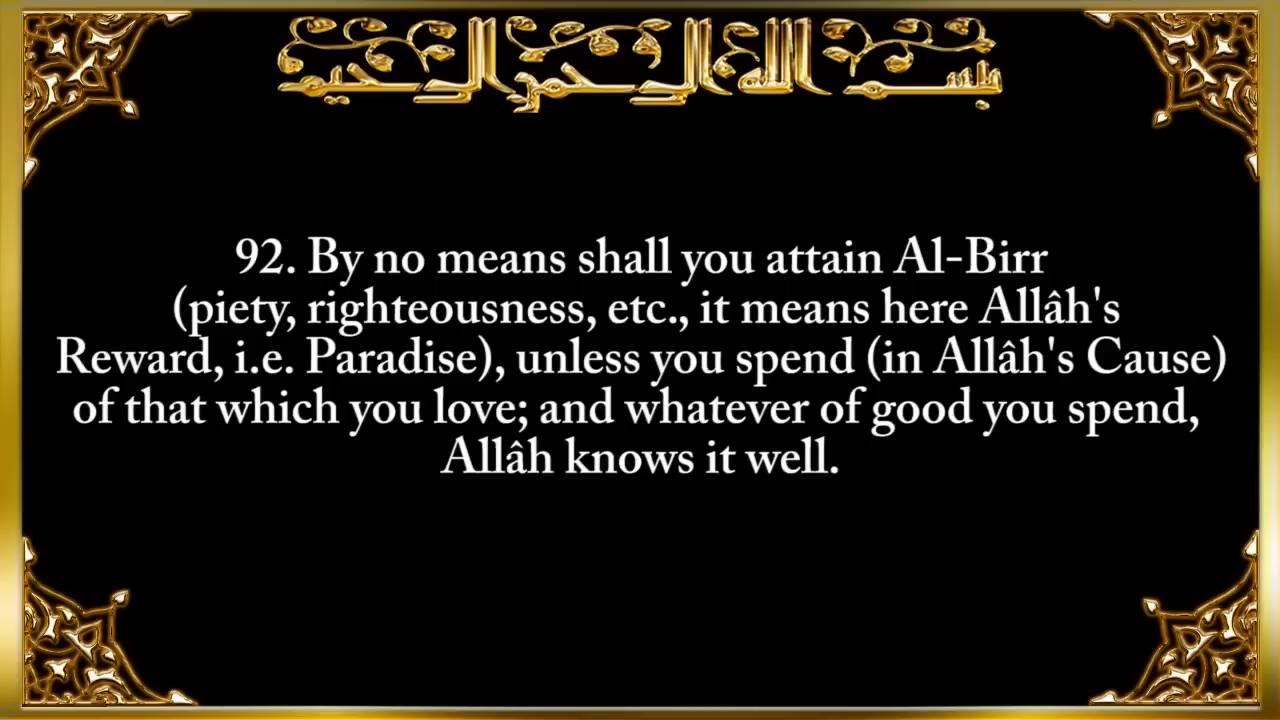 بسم الله الرحمن الرحيم
92. By no means shall you attain Al-Birr
(piety, righteousness, etc., it means here Allâh's
Reward, i.e. Paradise), unless you spend (in Allâh's Cause)
of that which you love; and whatever of good you spend,
Allâh knows it well.